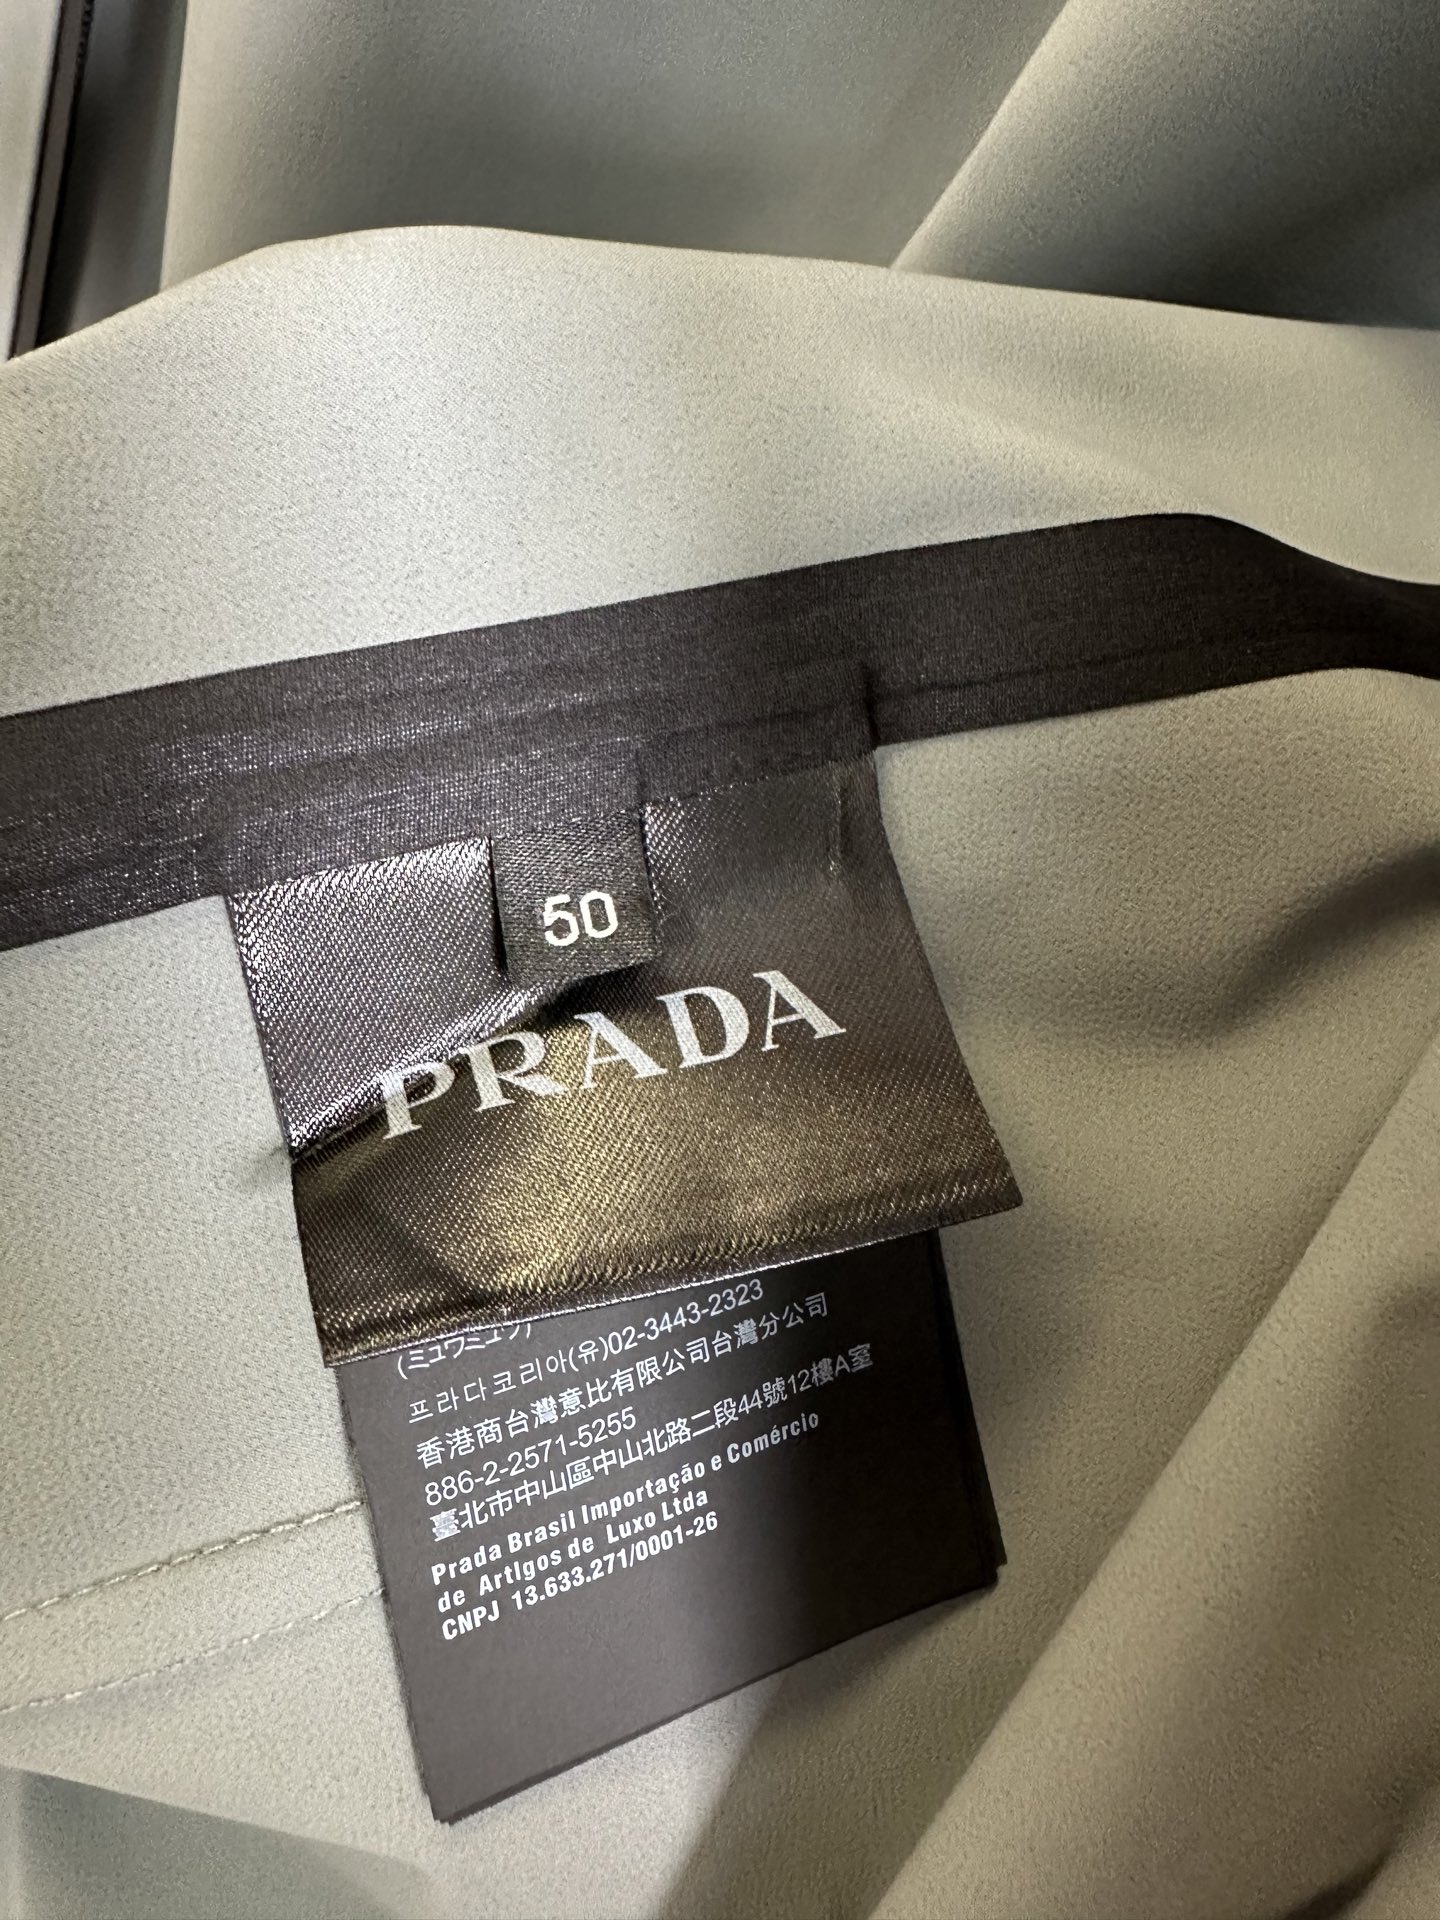 50
PRADA
(ミュウミュウ)
프라다코리아(유)02-3443-2323
香港商台灣意比有限公司台灣分公司
886-2-2571-5255
臺北市中山區中山北路二段44號12樓A室
Prada Brasil Importação e Comércio
de Artigos de Luxo Ltda
CNPJ 13.633.271/0001-26